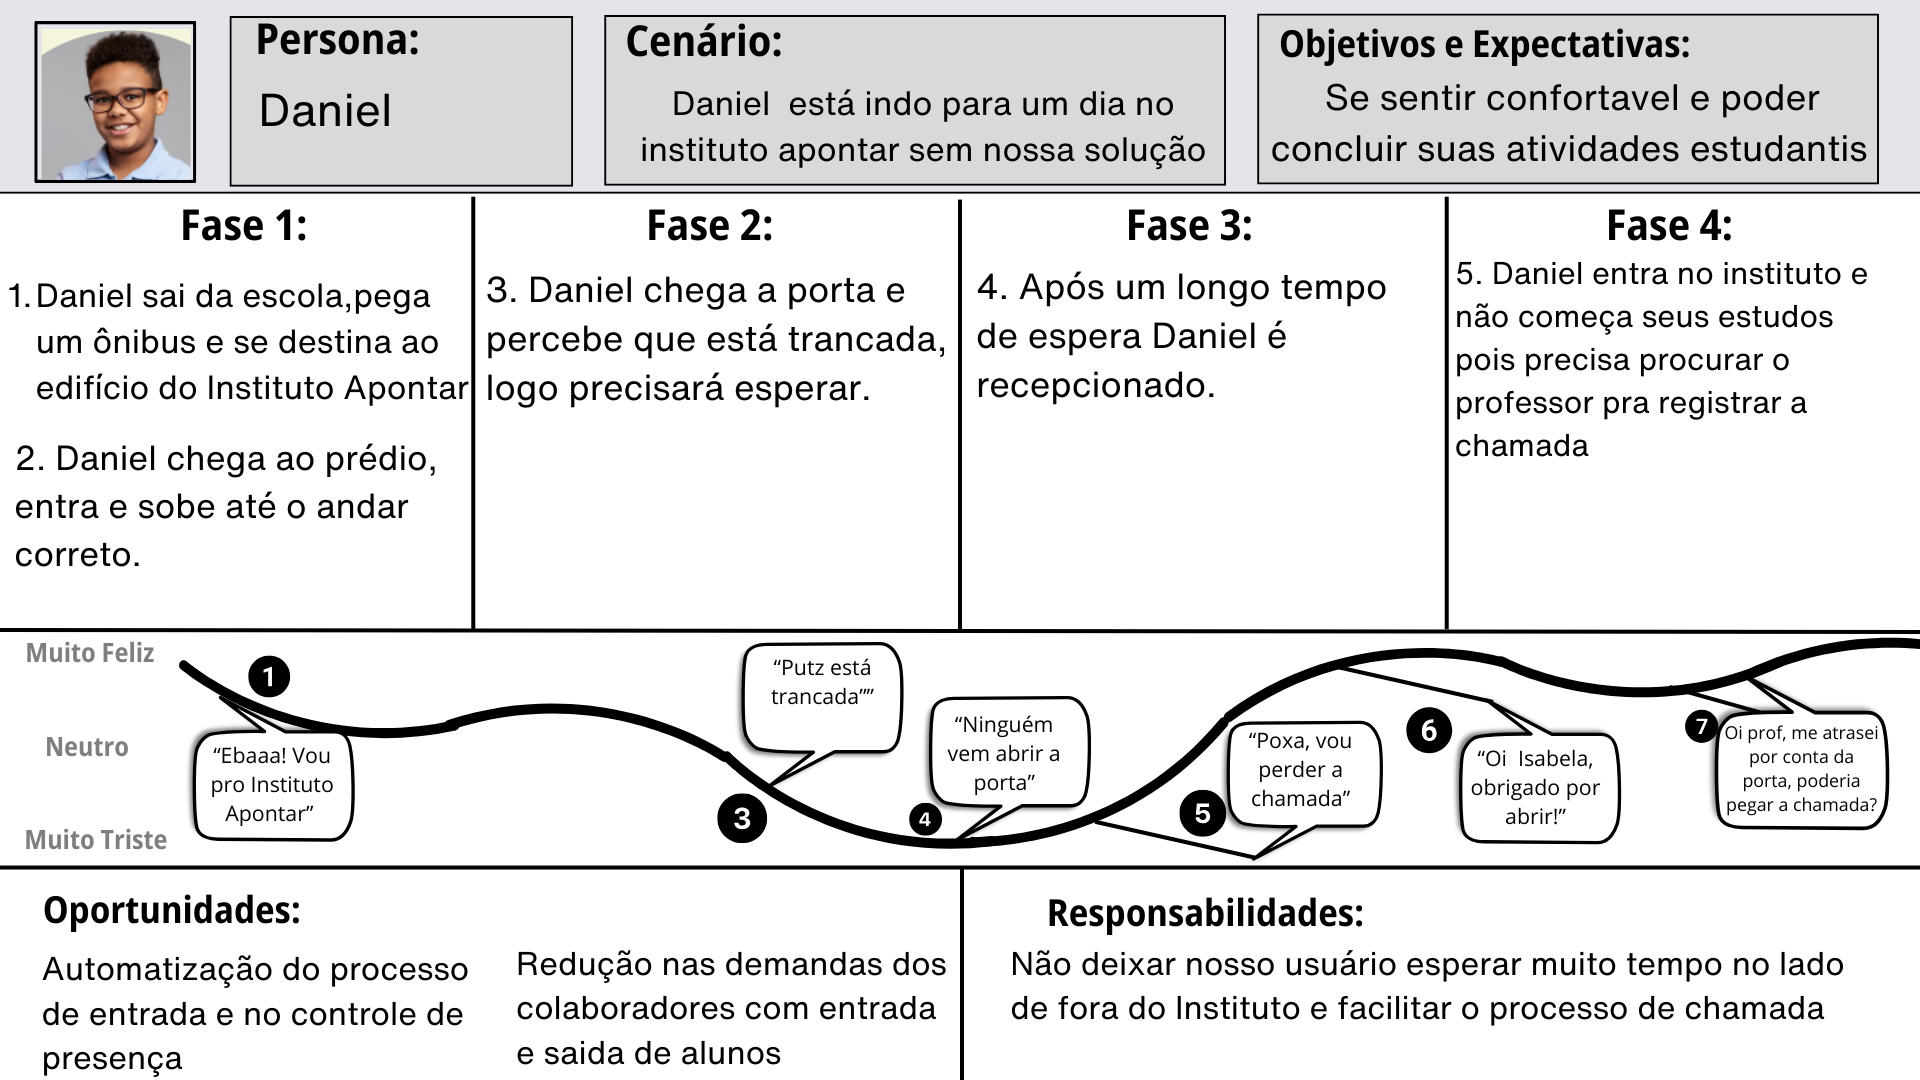 Persona:
Daniel
Cenário:
Daniel  está indo para um dia no
instituto apontar sem nossa solução
Objetivos e Expectativas:
Se sentir confortavel e poder
concluir suas atividades estudantis
Fase 1:
1. Daniel sai da escola,pega
um ônibus e se destina ao
edifício do Instituto Apontar
2. Daniel chega ao prédio,
entra e sobe até o andar
correto.
Fase 2:
3. Daniel chega a porta e
percebe que está trancada,
logo precisará esperar.
Fase 3:
4. Após um longo tempo
de espera Daniel é
recepcionado.
Fase 4:
5. Daniel entra no instituto e
não começa seus estudos
pois precisa procurar o
professor pra registrar a
chamada
Muito Feliz
Neutro
Muito Triste
1
“Ebaaa! Vou
pro Instituto
Apontar”
3
“Putz está
trancada””
4
“Ninguém
vem abrir a
porta”
5
“Poxa, vou
perder a
chamada”
6
“Oi  Isabela,
obrigado por
abrir!”
7
Oi prof, me atrasei
por conta da
porta, poderia
pegar a chamada?
Oportunidades:
Automatização do processo
de entrada e no controle de
presença
Redução nas demandas dos
colaboradores com entrada
e saida de alunos
Responsabilidades:
Não deixar nosso usuário esperar muito tempo no lado
de fora do Instituto e facilitar o processo de chamada